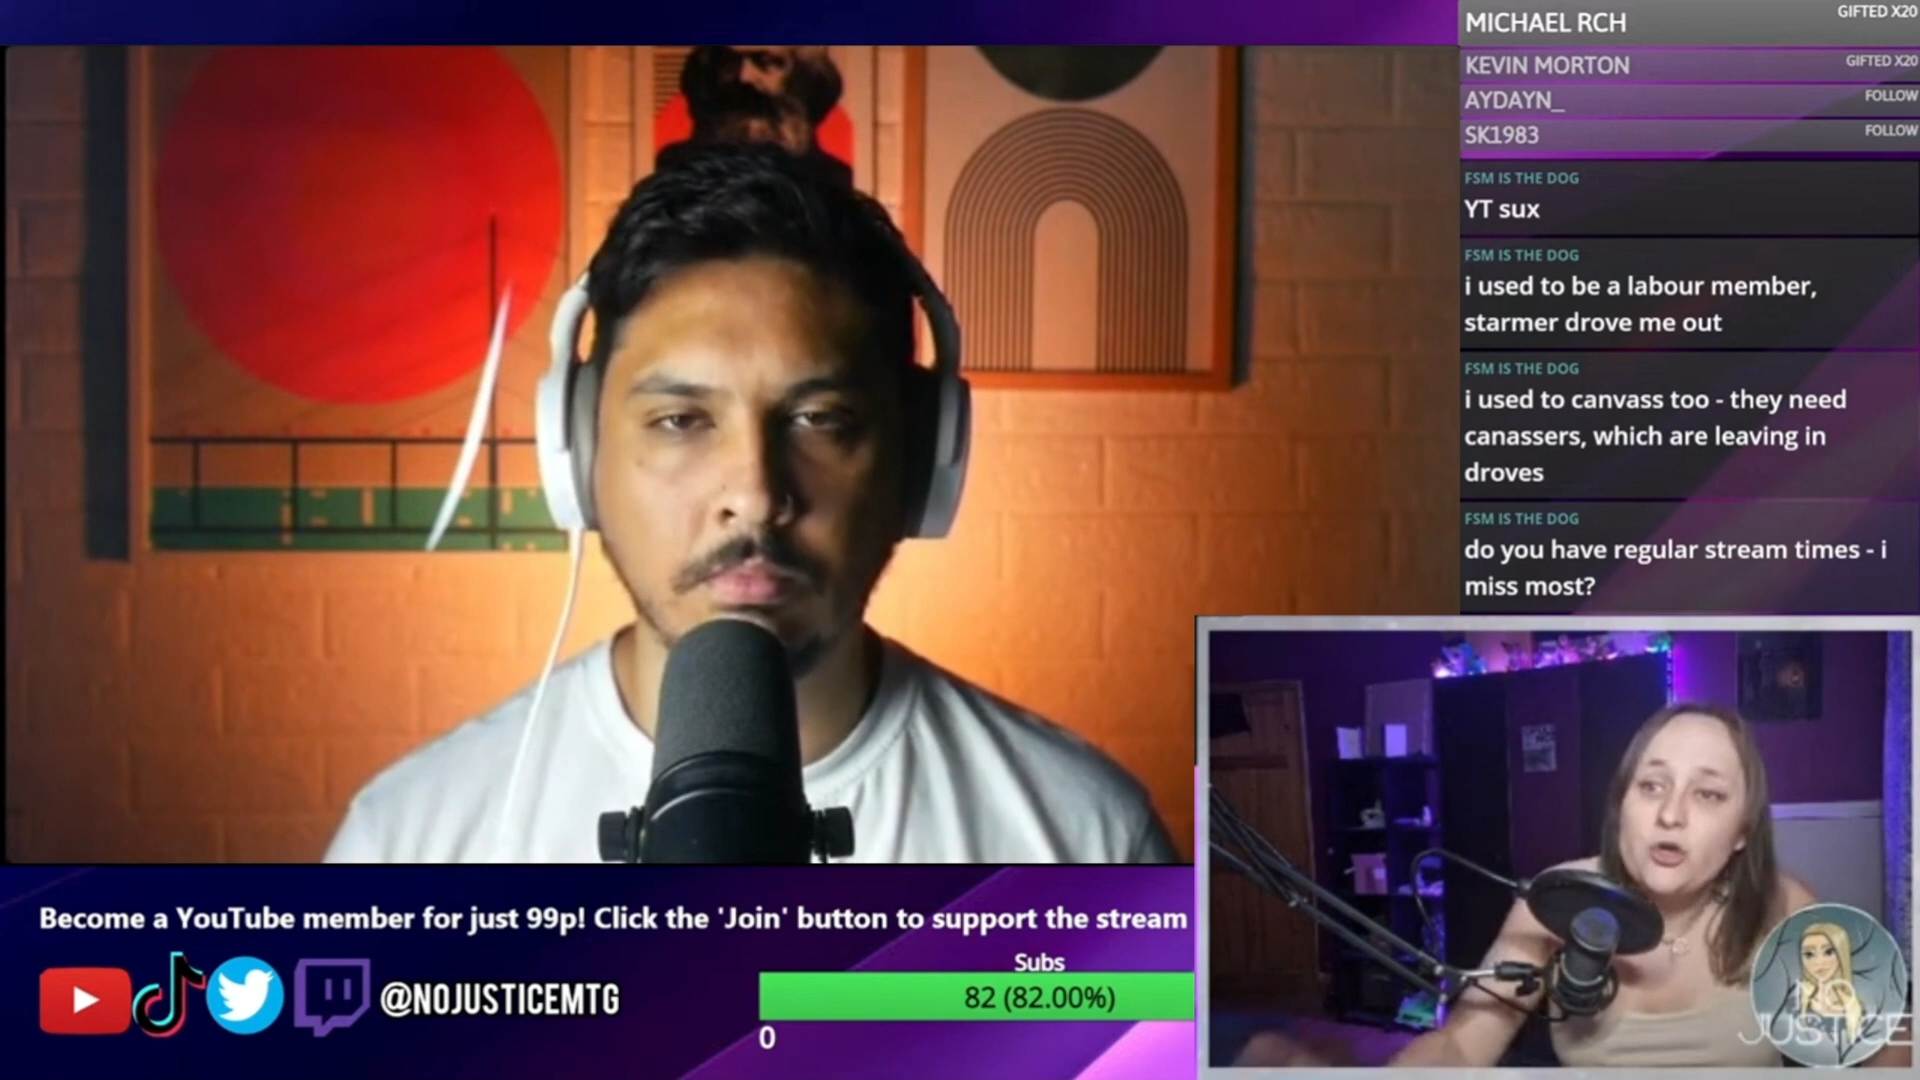 MICHAEL RCH
GIFTED X20
KEVIN MORTON
GIFTED X20
AYDAYN_
FOLLOW
SK1983
FOLLOW
FSM IS THE DOG
YT sux
FSM IS THE DOG
i used to be a labour member,
starmer drove me out
FSM IS THE DOG
i used to canvass too - they need
canassers, which are leaving in
droves
FSM IS THE DOG
do you have regular stream times - i
miss most?
Become a YouTube member for just 99p! Click the 'Join' button to support the stream
@NOJUSTICEMTG
Subs
82 (82.00%)
0
NO
JUSTICE